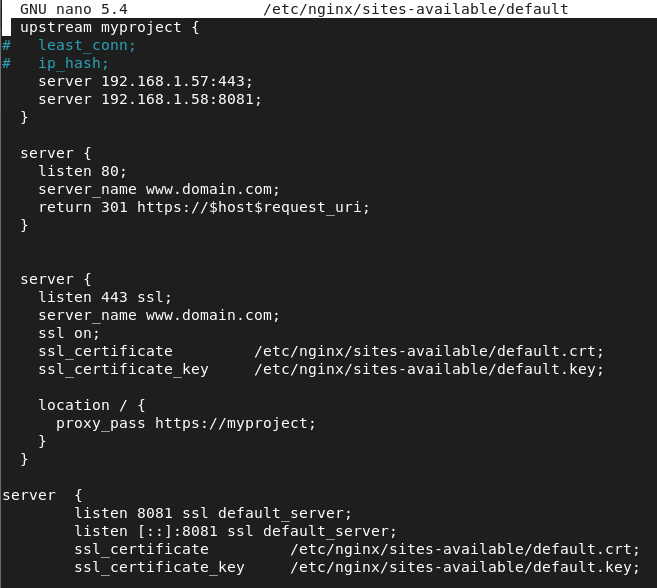 GNU nano 5.4 /etc/nginx/sites-available/default
upstream myproject {
# least_conn;
# ip_hash;
server 192.168.1.57:443;
server 192.168.1.58:8081;
}
server {
listen 80;
server_name www.domain.com;
return 301 https://$host$request_uri;
}
server {
listen 443 ssl;
server_name www.domain.com;
ssl on;
ssl_certificate /etc/nginx/sites-available/default.crt;
ssl_certificate_key /etc/nginx/sites-available/default.key;
location / {
proxy_pass https://myproject;
}
}
server {
listen 8081 ssl default_server;
listen [::]:8081 ssl default_server;
ssl_certificate /etc/nginx/sites-available/default.crt;
ssl_certificate_key /etc/nginx/sites-available/default.key;